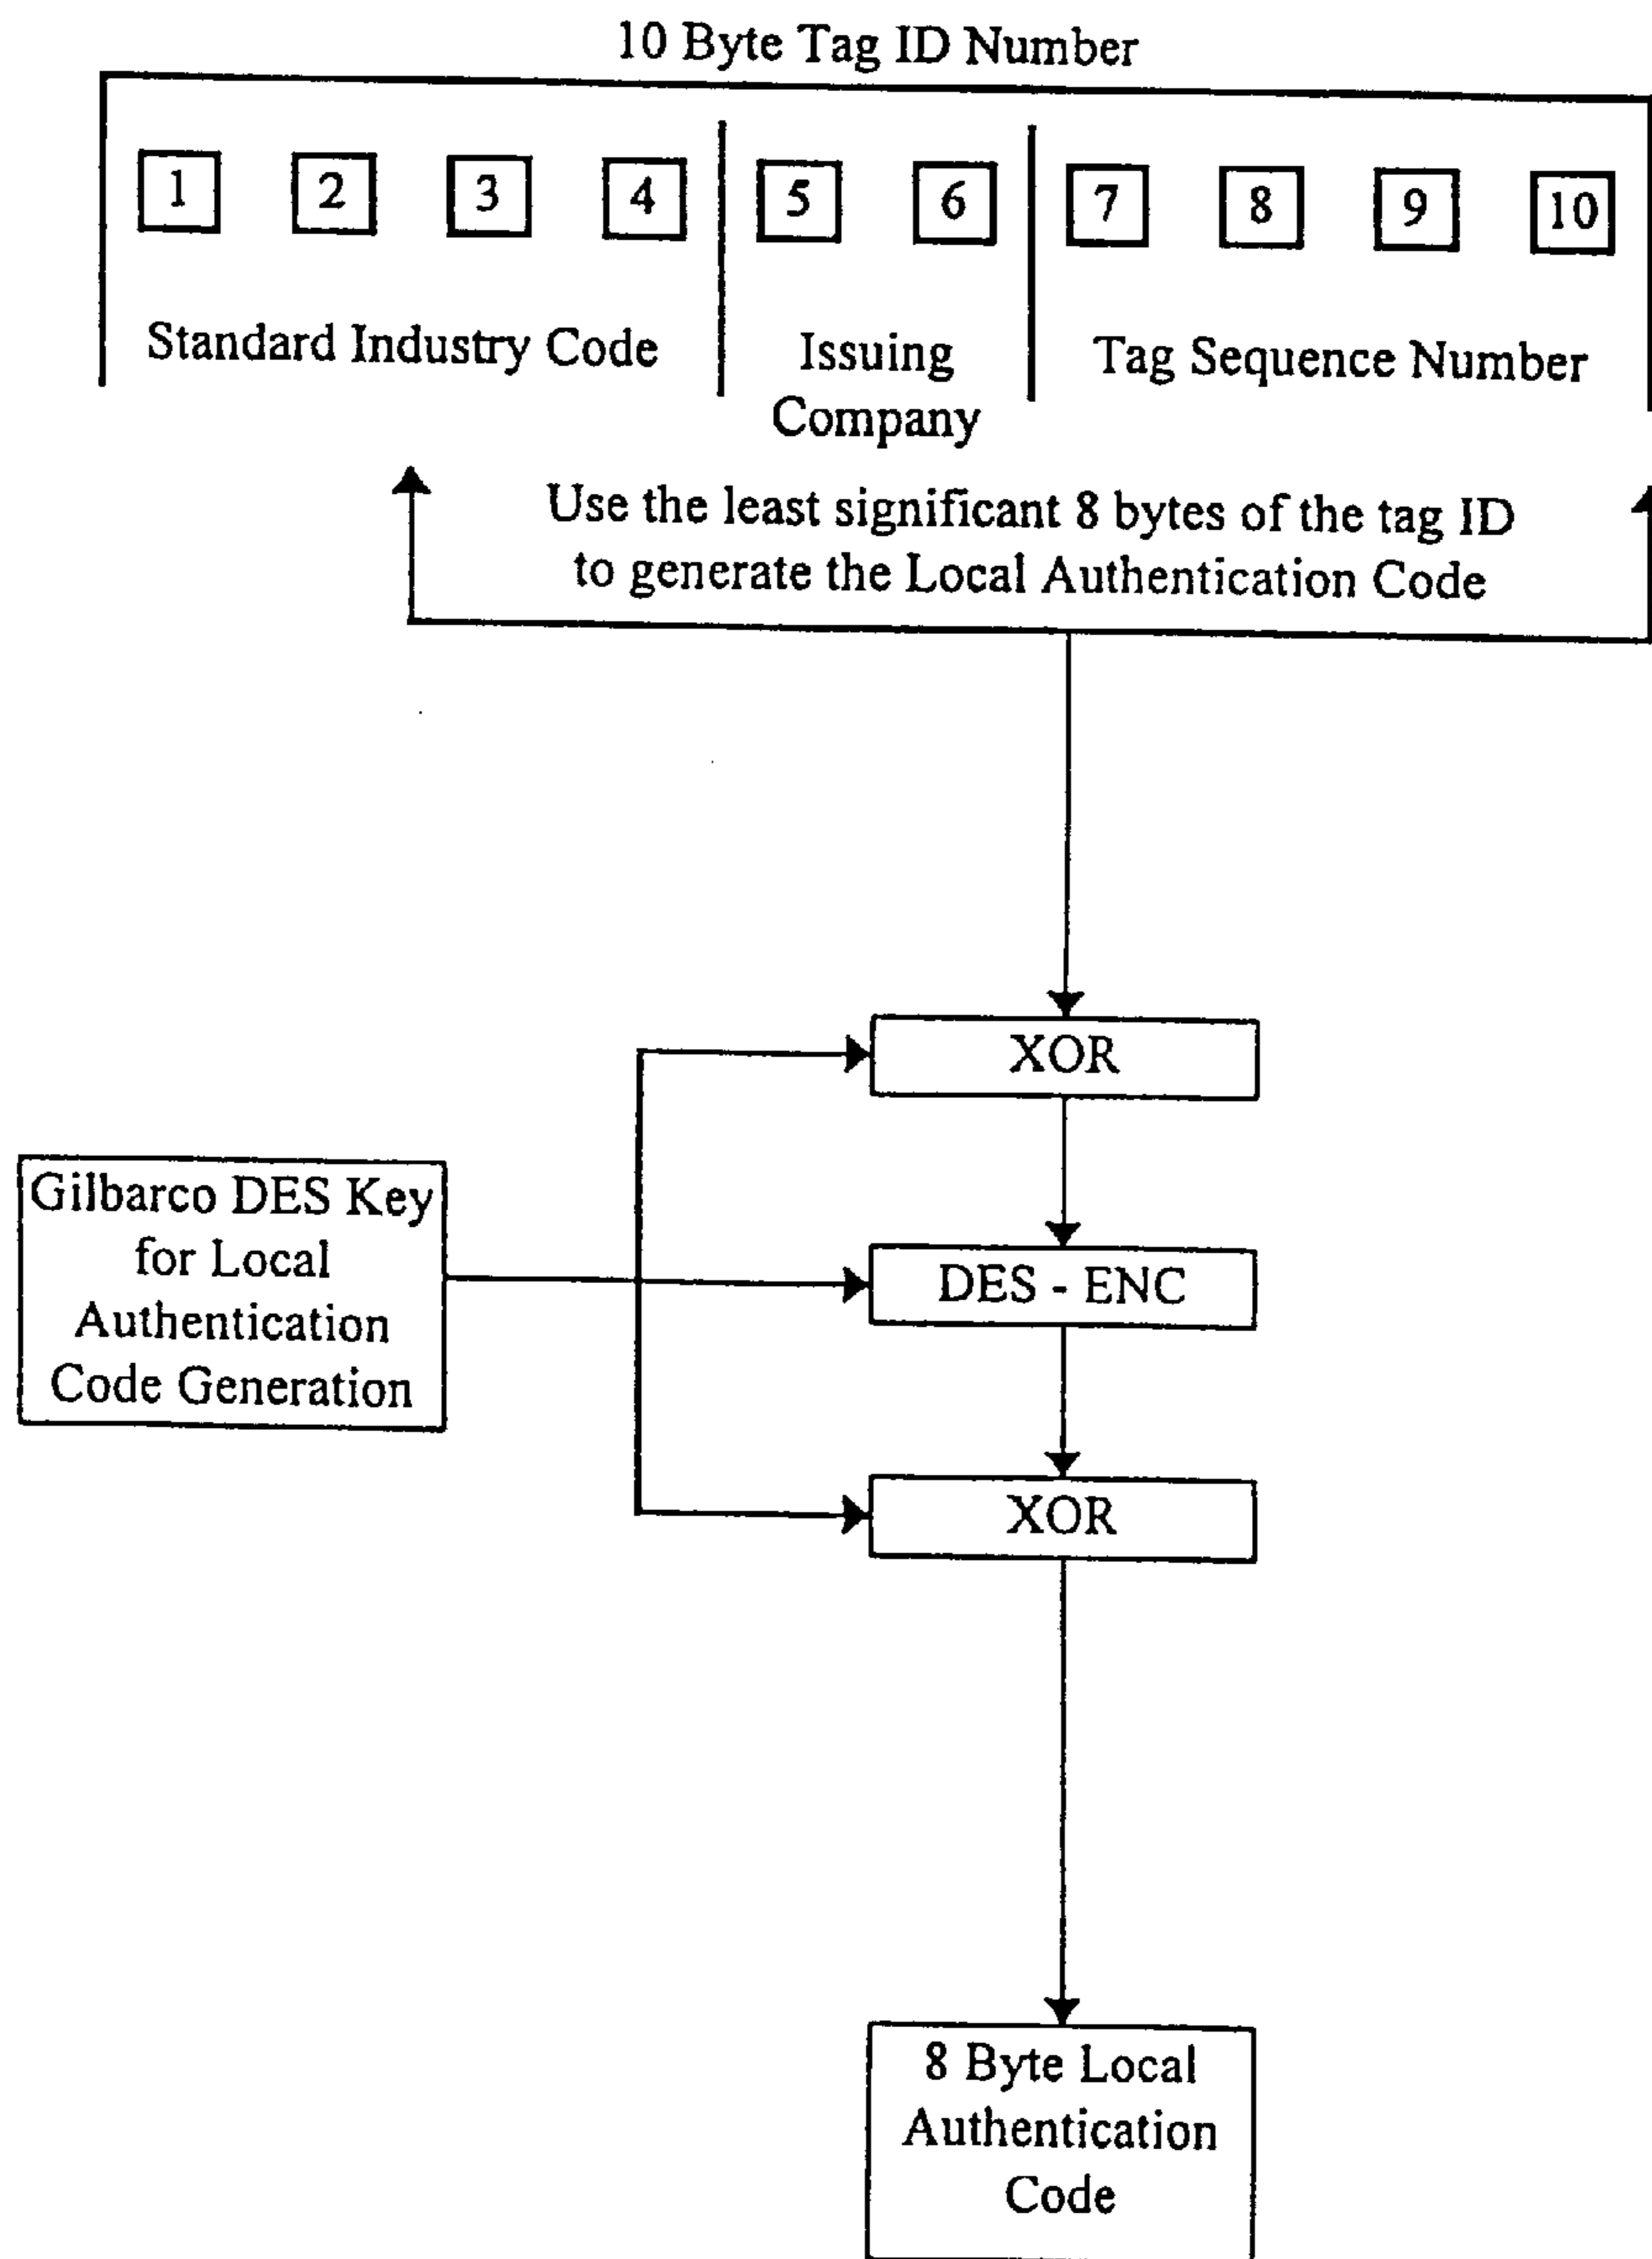 10 Byte Tag ID Number
1 2 3 4 5 6 7 8 9 10
Standard Industry Code
Issuing
Company
Tag Sequence Number
Use the least significant 8 bytes of the tag ID
to generate the Local Authentication Code
XOR
Gilbarco DES Key
for Local
Authentication
Code Generation
DES - ENC
XOR
8 Byte Local
Authentication
Code